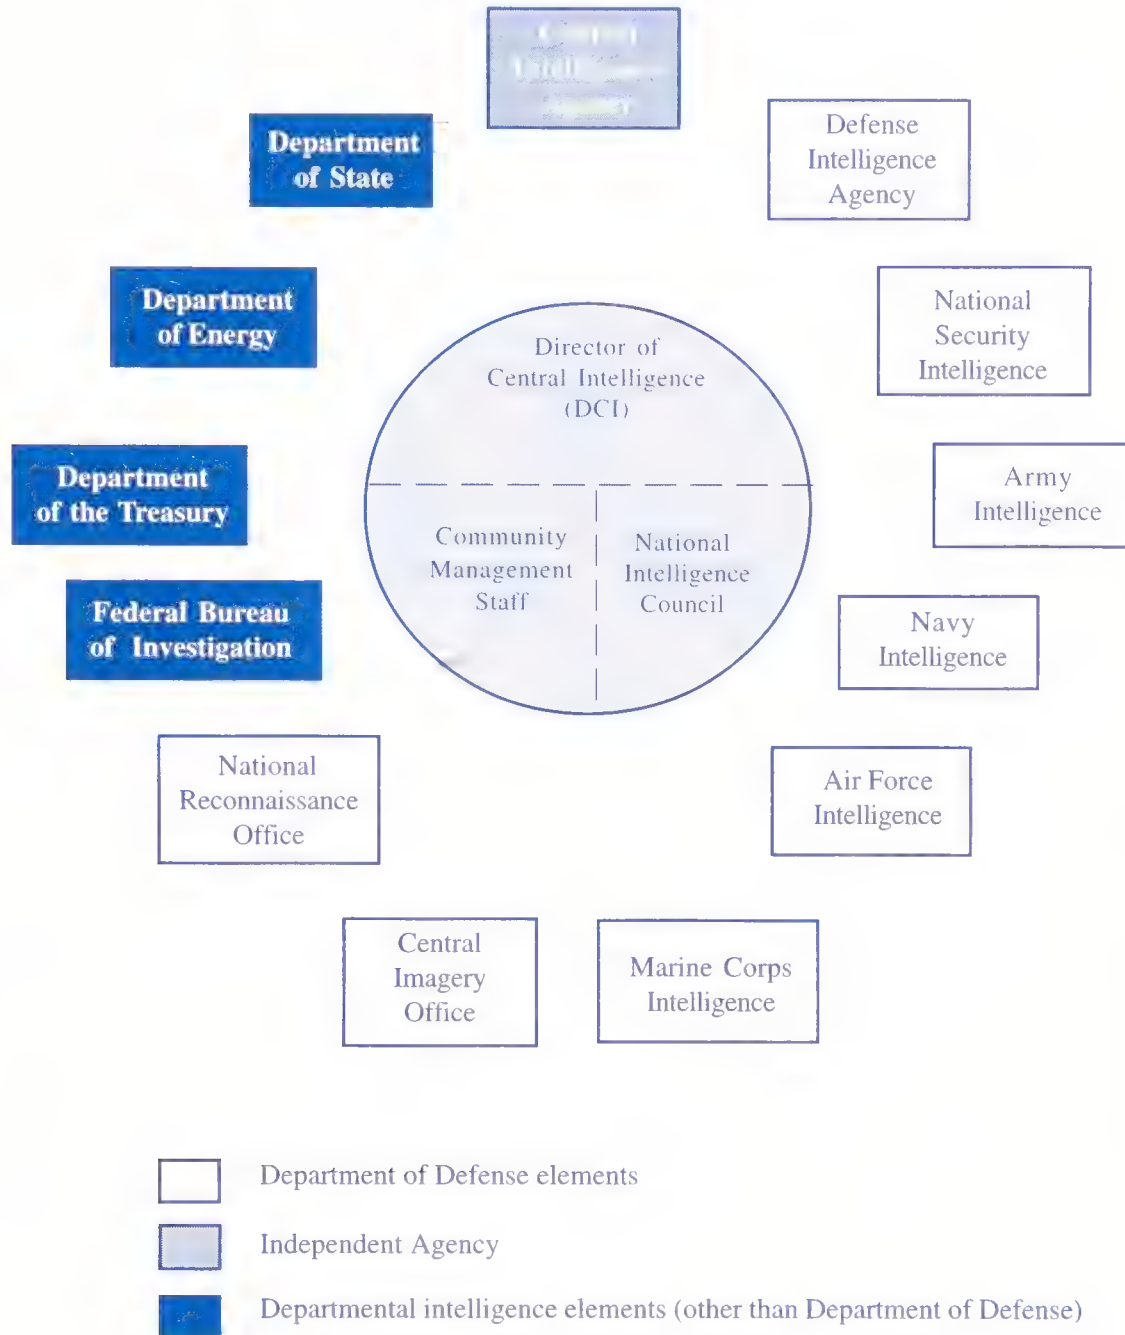 Department
of State
Defense
Intelligence
Agency
Department
of Energy
National
Security
Intelligence
Director of
Central Intelligence
(DCI)
Department
of the Treasury
Army
Intelligence
Community
Management
Staff
National
Intelligence
Council
Federal Bureau
of Investigation
Navy
Intelligence
National
Reconnaissance
Office
Air Force
Intelligence
Central
Imagery
Office
Marine Corps
Intelligence
Department of Defense elements
Independent Agency
Departmental intelligence elements (other than Department of Defense)